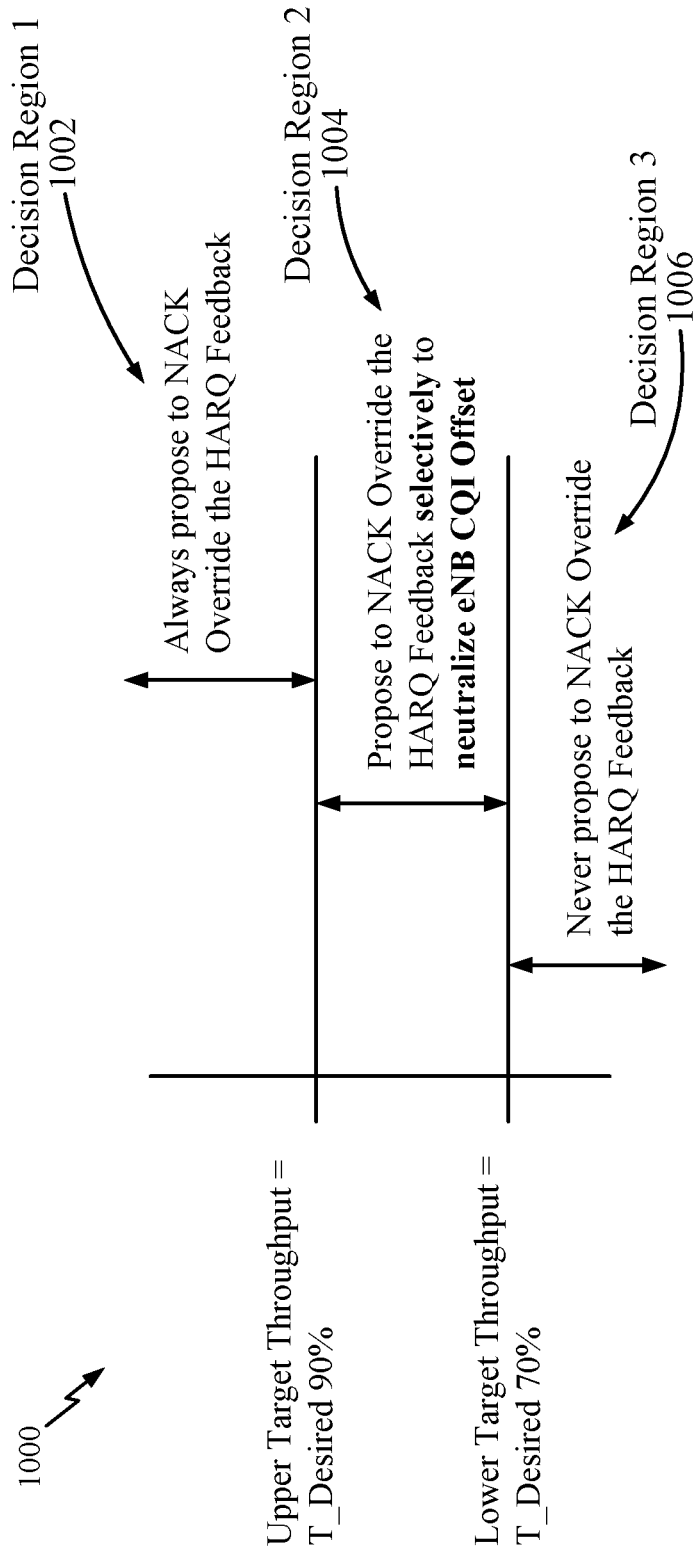 1000
Decision Region 1
1002
Always propose to NACK
Override the HARQ Feedback
Upper Target Throughput =
T_Desired 90%
Decision Region 2
1004
Propose to NACK Override the
HARQ Feedback selectively to
neutralize eNB CQI Offset
Lower Target Throughput =
T_Desired 70%
Never propose to NACK Override
the HARQ Feedback
Decision Region 3
1006